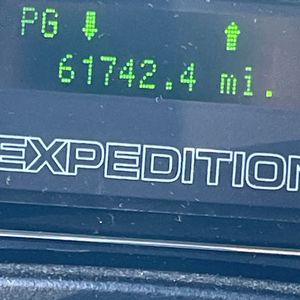 PG ⬇ ⬆
61742.4 mi.
EXPEDITION